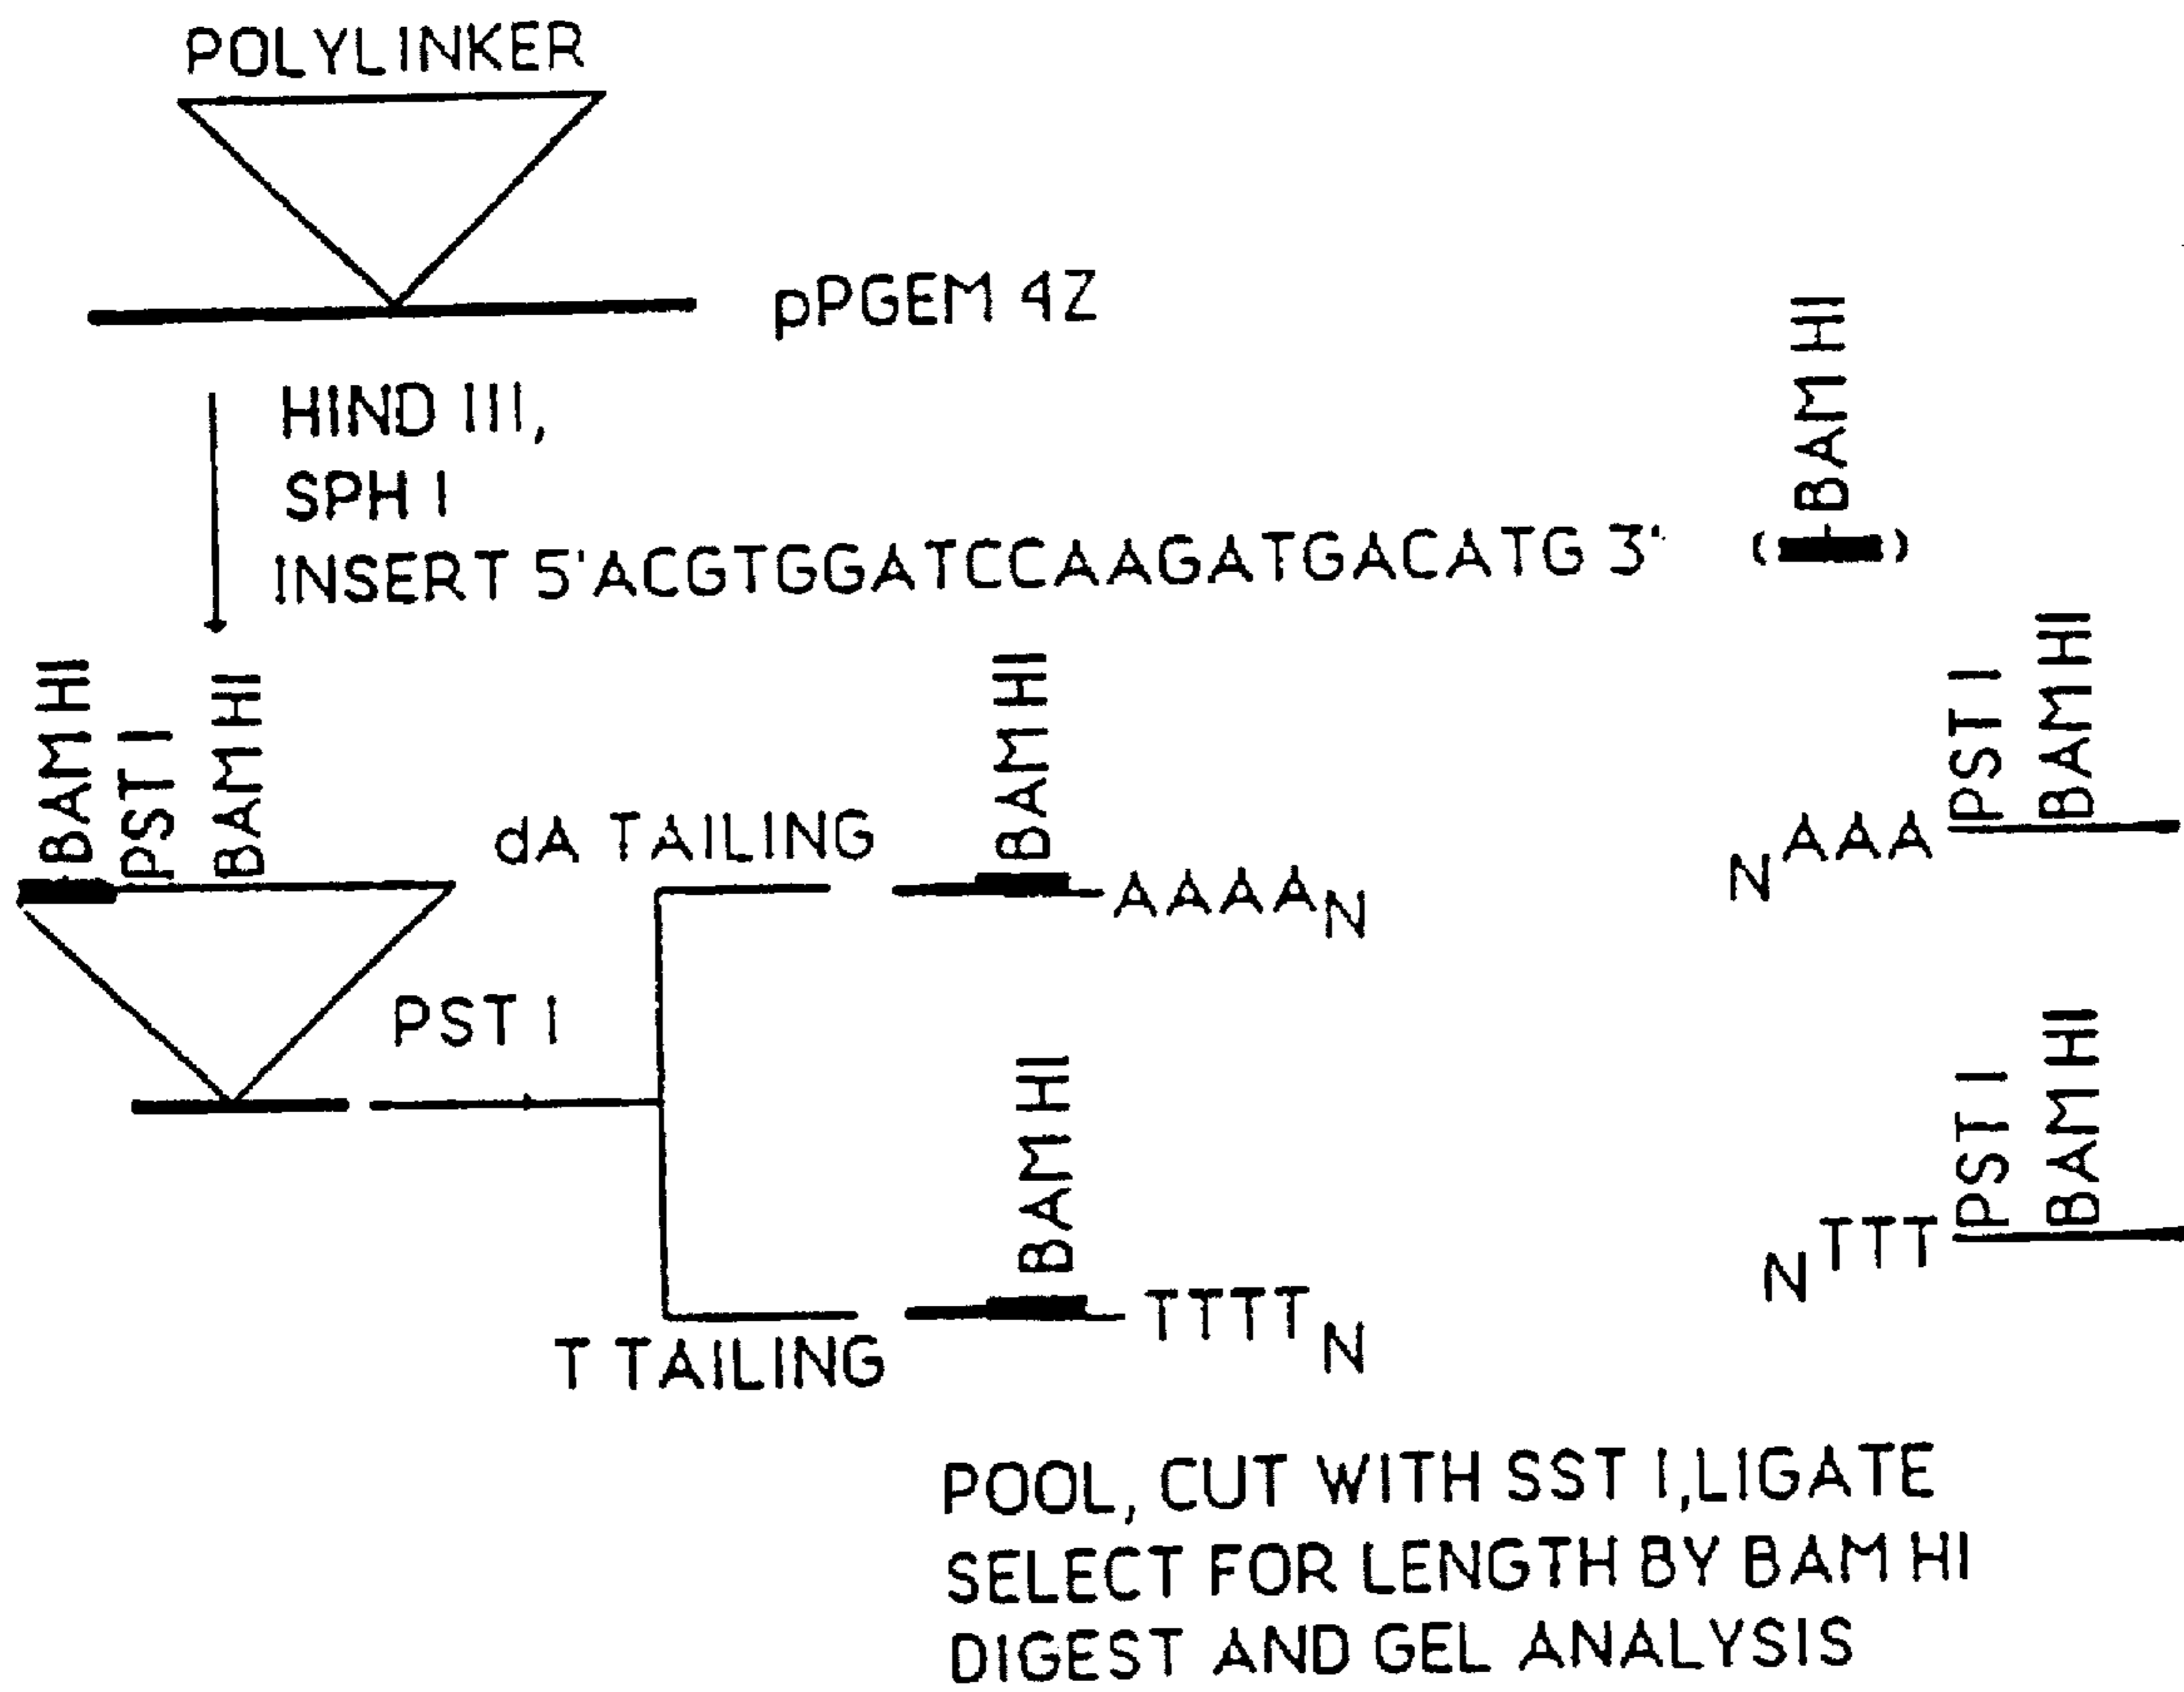 POLYLINKER
pPGEM 4Z
HIND III,
SPH I
INSERT 5'ACGTGGATCCAAGATGACATG 3'
(
)
BAM HI
BAM HI
PST I
BAM HI
dA TAILING
BAM HI
AAAAN
NAAA
PST I
BAM HI
PST I
T TAILING
BAM HI
TTTTN
NTTT
PST I
BAM HI
POOL, CUT WITH SST I,LIGATE
SELECT FOR LENGTH BY BAM HI
DIGEST AND GEL ANALYSIS